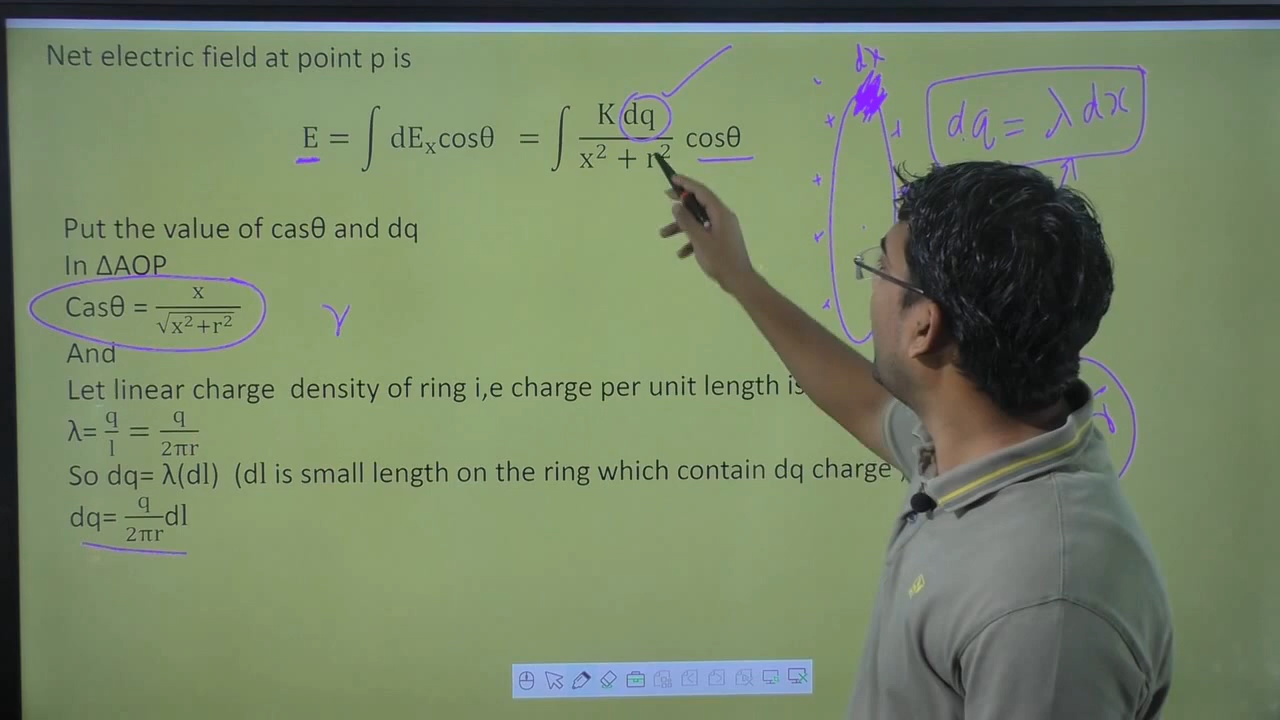 Net electric field at point p is
E = ∫ dEₓcosθ = ∫ K dq / x² + r² cosθ
dx
dq = λ dx
Put the value of casθ and dq
In ΔAOP
Casθ = x / √x²+r²
r
And
Let linear charge density of ring i,e charge per unit length is
λ= q / l = q / 2πr
So dq= λ(dl) (dl is small length on the ring which contain dq charge
dq= q / 2πr dl